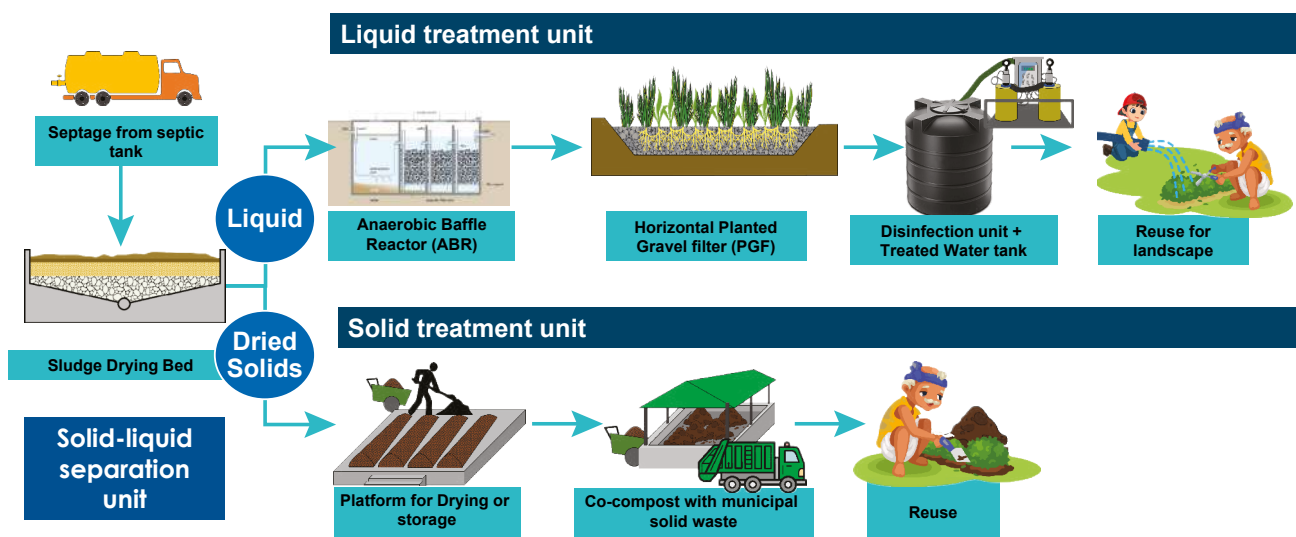 Liquid treatment unit
Septage from septic
tank
Liquid
Anaerobic Baffle
Reactor (ABR)
Horizontal Planted
Gravel filter (PGF)
Disinfection unit +
Treated Water tank
Reuse for
landscape
Sludge Drying Bed
Dried
Solids
Solid-liquid
separation
unit
Solid treatment unit
Platform for Drying or
storage
Co-compost with municipal
solid waste
Reuse